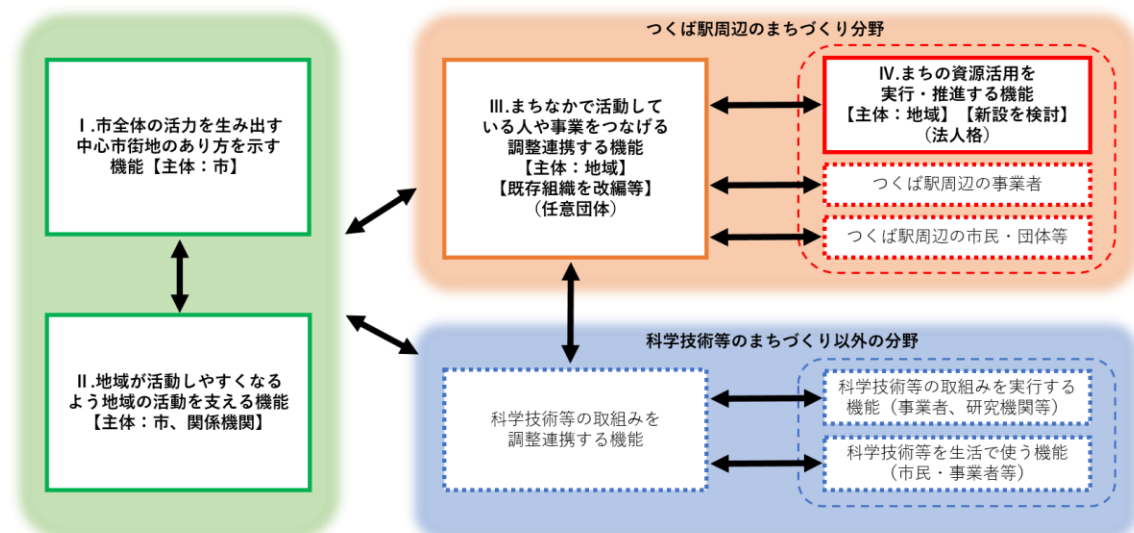 つくば駅周辺のまちづくり分野
Ⅰ.市全体の活力を生み出す
中心市街地のあり方を示す
機能【主体：市】
Ⅱ.地域が活動しやすくなる
よう地域の活動を支える機能
【主体：市、関係機関】
Ⅲ.まちなかで活動して
いる人や事業をつなげる
調整連携する機能
【主体：地域】
【既存組織を改編等】
（任意団体）
Ⅳ.まちの資源活用を
実行・推進する機能
【主体：地域】【新設を検討】
（法人格）
つくば駅周辺の事業者
つくば駅周辺の市民・団体等
科学技術等のまちづくり以外の分野
科学技術等の取組みを
調整連携する機能
科学技術等の取組みを実行する
機能（事業者、研究機関等）
科学技術等を生活で使う機能
（市民・事業者等）